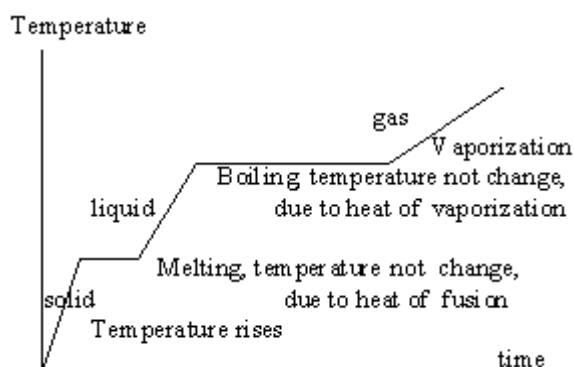 Temperature
gas
Vaporization
Boiling, temperature not change,
due to heat of vaporization
liquid
Melting, temperature not change,
due to heat of fusion
solid
Temperature rises
time